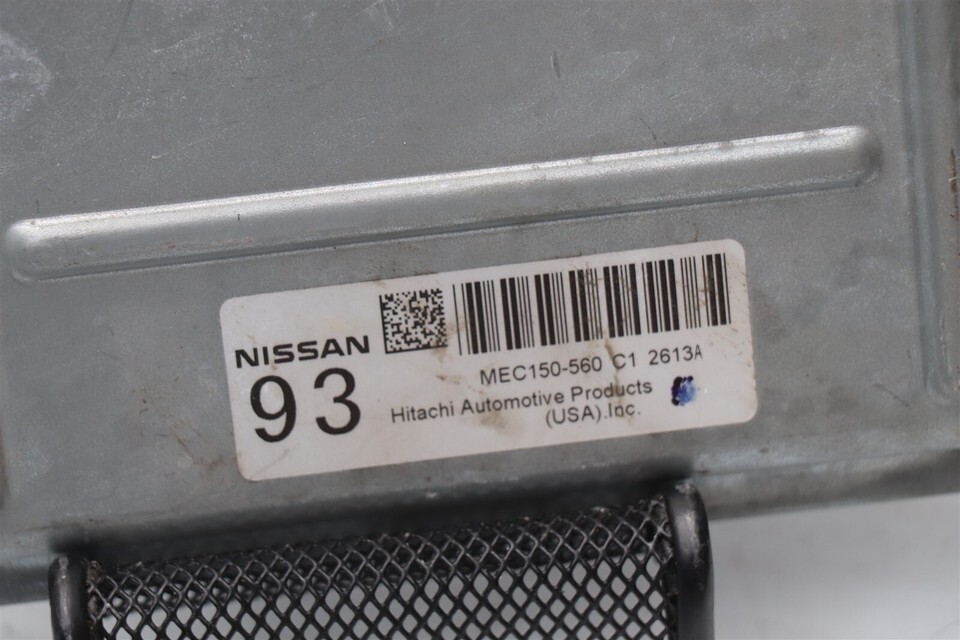 NISSAN
93
MEC150-560 C1 2613A
Hitachi Automotive Products
(USA).Inc.